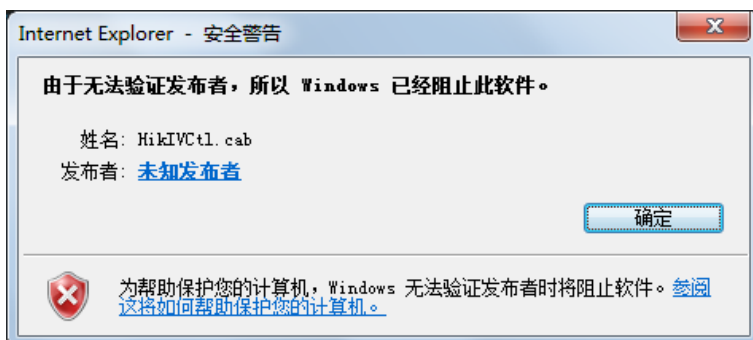 Internet Explorer - 安全警告
由于无法验证发布者，所以 Windows 已经阻止此软件。
姓名: HikIVCtl.cab
发布者: 未知发布者
确定
为帮助保护您的计算机，Windows 无法验证发布者时将阻止软件。参阅
这将如何帮助保护您的计算机。